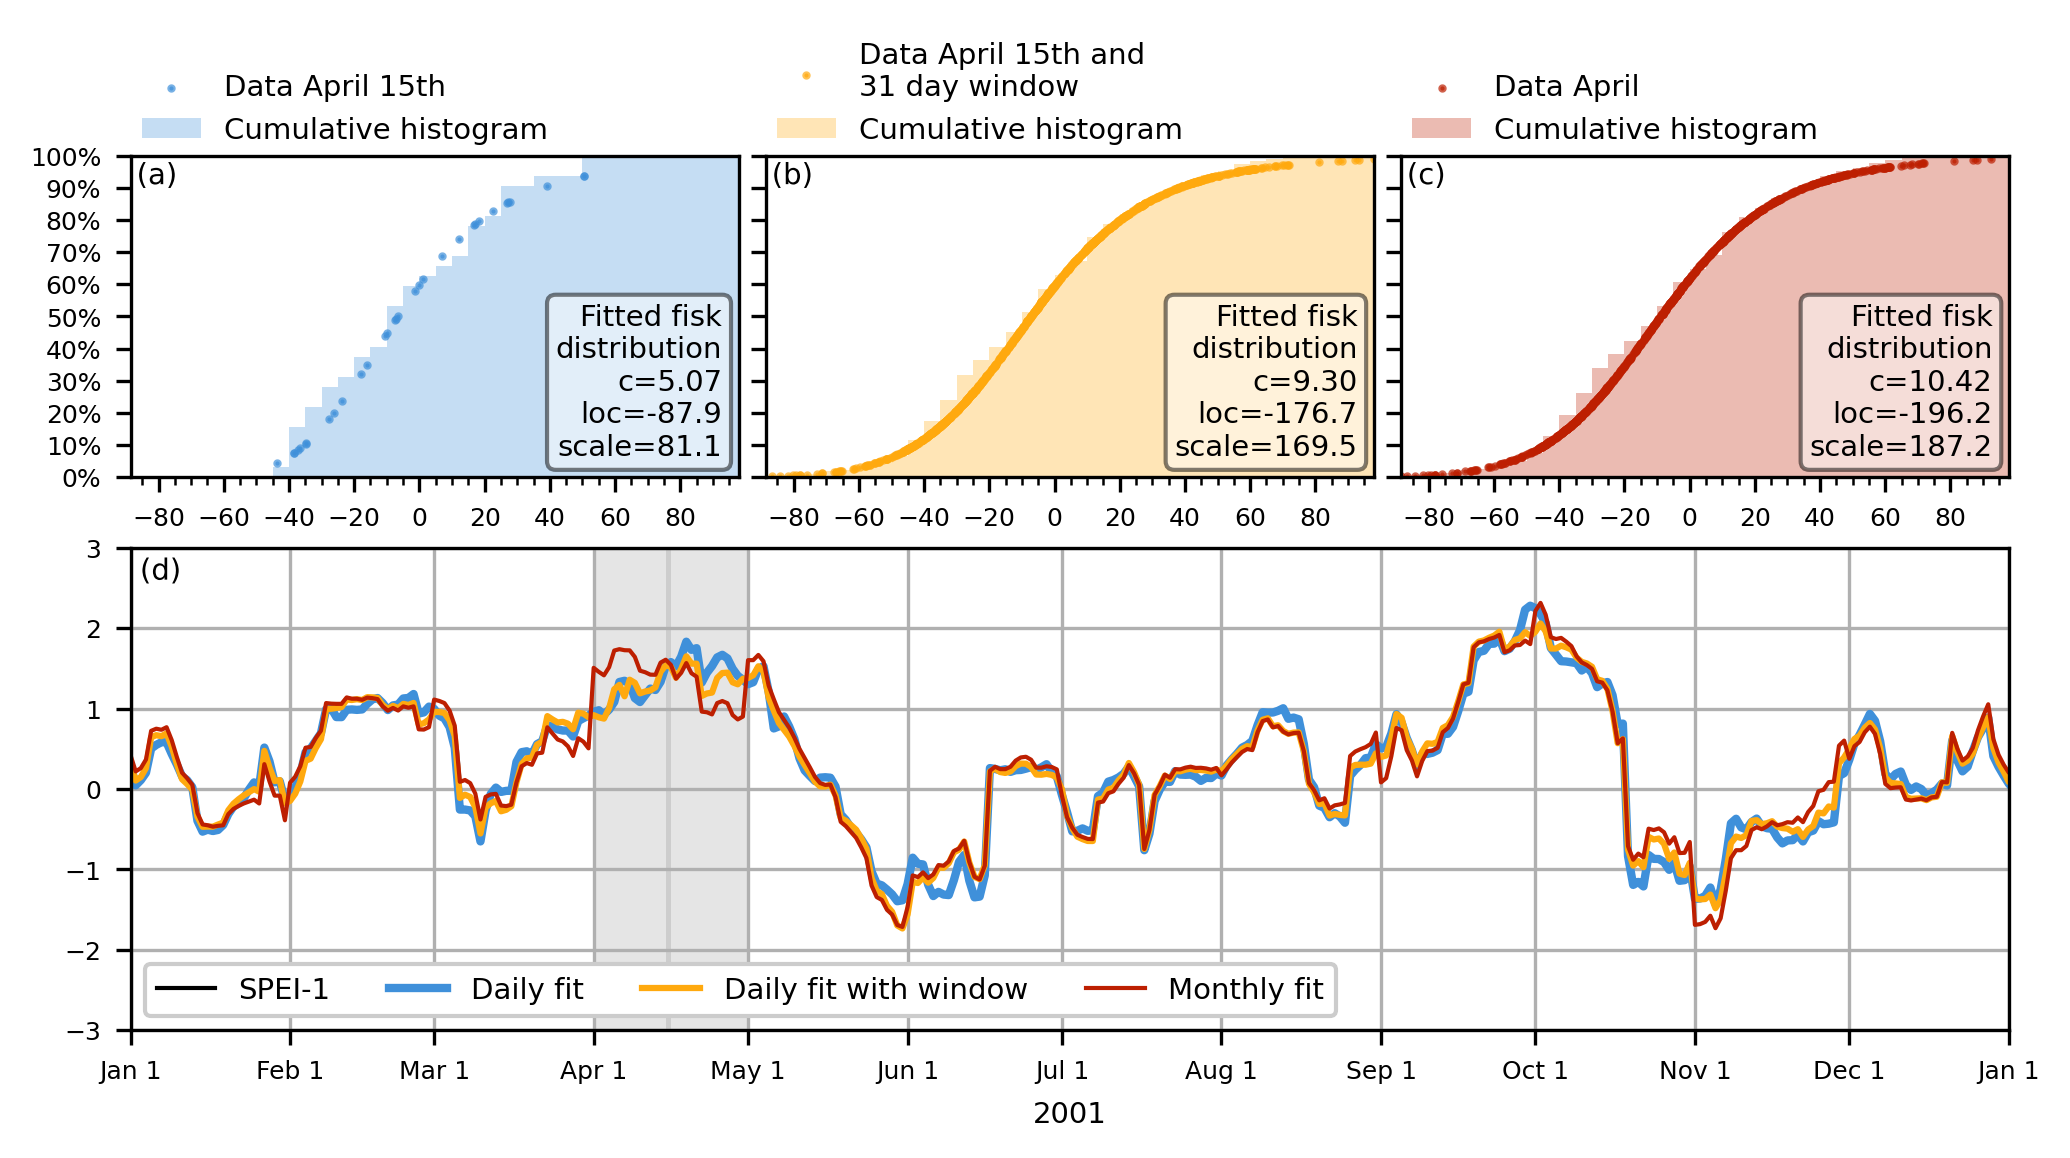 Data April 15th
Cumulative histogram
Data April 15th and
31 day window
Cumulative histogram
Data April
Cumulative histogram
100%
90%
80%
70%
60%
50%
40%
30%
20%
10%
0%
(a)
Fitted fisk
distribution
c=5.07
loc=-87.9
scale=81.1
(b)
Fitted fisk
distribution
c=9.30
loc=-176.7
scale=169.5
(c)
Fitted fisk
distribution
c=10.42
loc=-196.2
scale=187.2
−80 −60 −40 −20 0 20 40 60 80
−80 −60 −40 −20 0 20 40 60 80
−80 −60 −40 −20 0 20 40 60 80
(d)
3
2
1
0
−1
−2
−3
SPEI-1 Daily fit Daily fit with window Monthly fit
Jan 1 Feb 1 Mar 1 Apr 1 May 1 Jun 1 Jul 1 Aug 1 Sep 1 Oct 1 Nov 1 Dec 1 Jan 1
2001